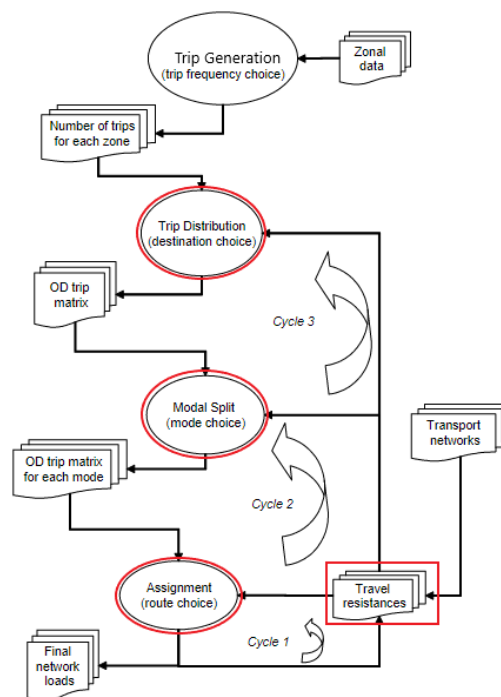 Trip Generation
(trip frequency choice)
Zonal
data
Number of trips
for each zone
Trip Distribution
(destination choice)
OD trip
matrix
Cycle 3
Modal Split
(mode choice)
Transport
networks
OD trip matrix
for each mode
Cycle 2
Assignment
(route choice)
Travel
resistances
Cycle 1
Final
network
loads